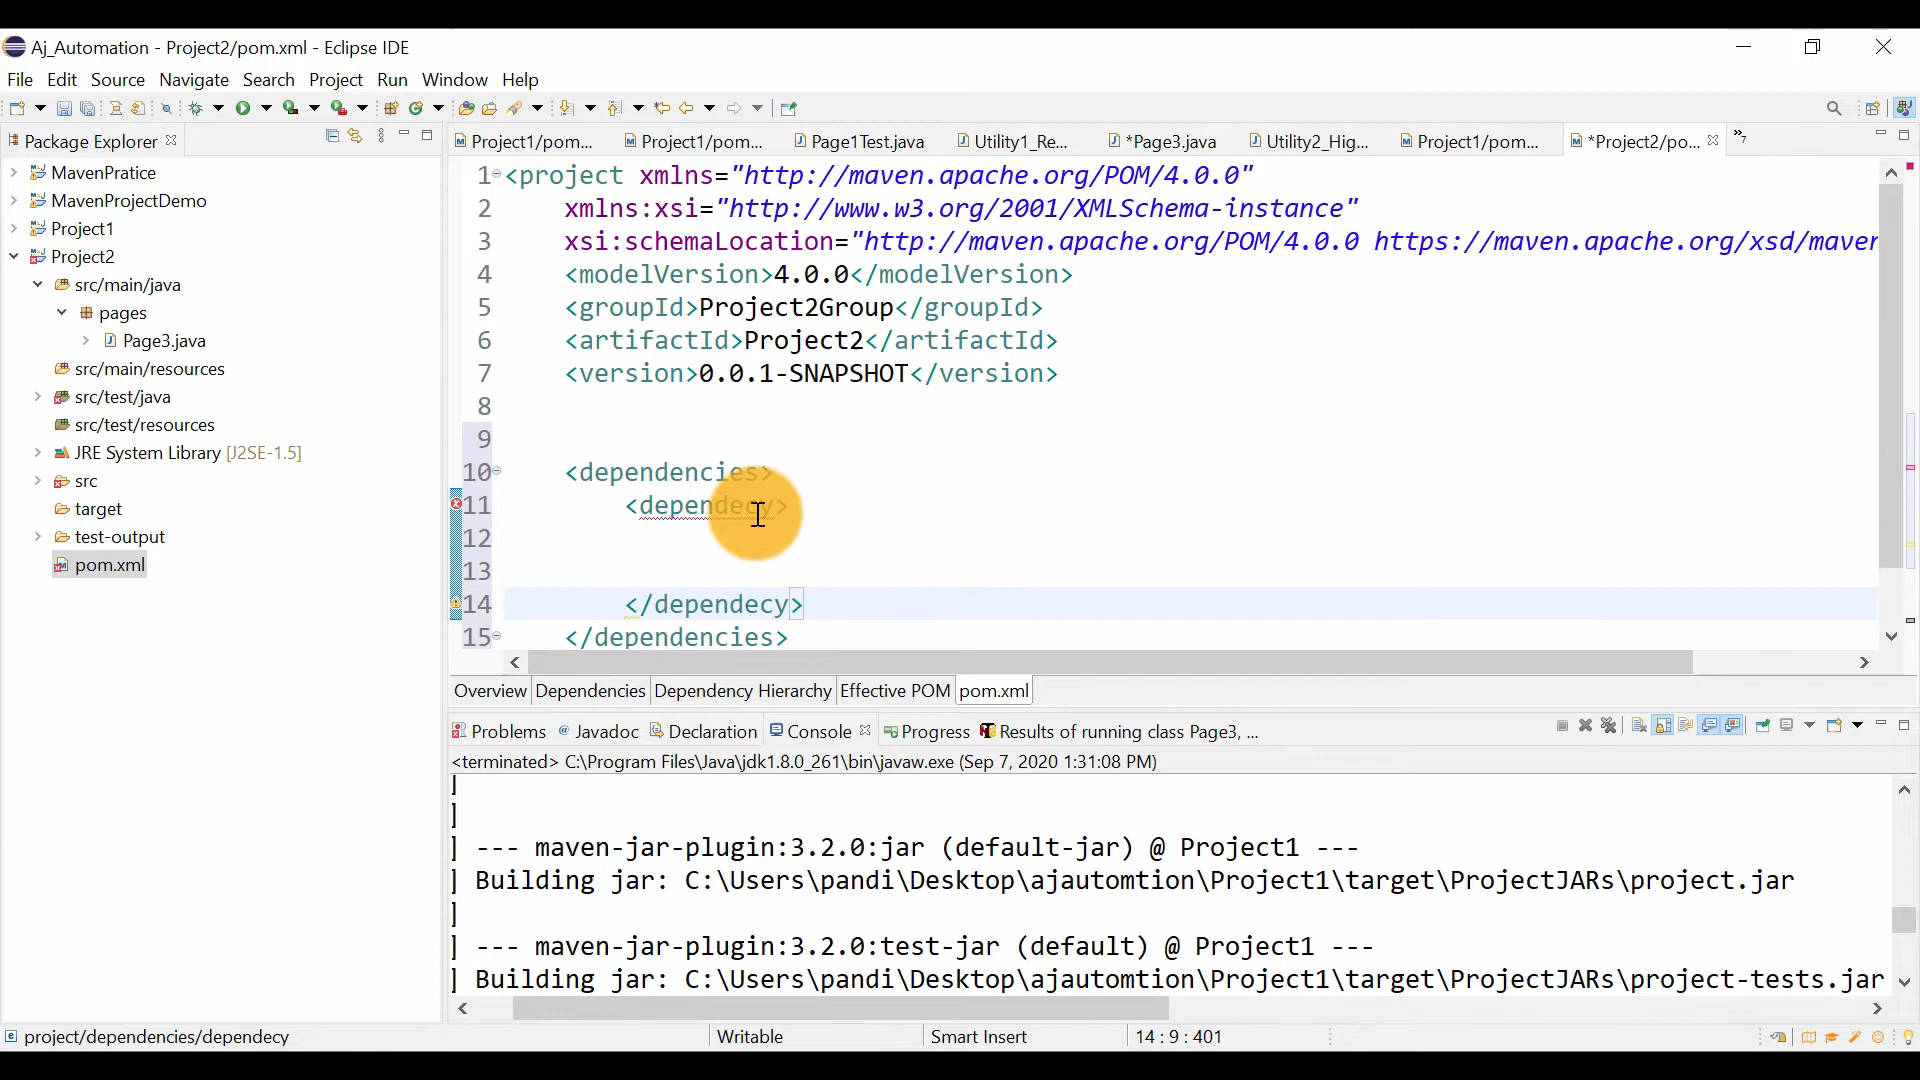 Aj_Automation - Project2/pom.xml - Eclipse IDE
File Edit Source Navigate Search Project Run Window Help
Package Explorer
MavenPratice
MavenProjectDemo
Project1
Project2
src/main/java
pages
Page3.java
src/main/resources
src/test/java
src/test/resources
JRE System Library [J2SE-1.5]
src
target
test-output
pom.xml
Project1/pom... Project1/pom... Page1Test.java Utility1_Re... *Page3.java Utility2_Hig... Project1/pom... *Project2/po... »7
1 <project xmlns="http://maven.apache.org/POM/4.0.0"
2 xmlns:xsi="http://www.w3.org/2001/XMLSchema-instance"
3 xsi:schemaLocation="http://maven.apache.org/POM/4.0.0 https://maven.apache.org/xsd/maven
4 <modelVersion>4.0.0</modelVersion>
5 <groupId>Project2Group</groupId>
6 <artifactId>Project2</artifactId>
7 <version>0.0.1-SNAPSHOT</version>
8
9
10 <dependencies>
11 <dependecy>
12
13
14 </dependecy>
15 </dependencies>
Overview Dependencies Dependency Hierarchy Effective POM pom.xml
Problems @ Javadoc Declaration Console Progress Results of running class Page3, ...
<terminated> C:\Program Files\Java\jdk1.8.0_261\bin\javaw.exe (Sep 7, 2020 1:31:08 PM)
]
]
] --- maven-jar-plugin:3.2.0:jar (default-jar) @ Project1 ---
] Building jar: C:\Users\pandi\Desktop\ajautomtion\Project1\target\ProjectJARs\project.jar
]
] --- maven-jar-plugin:3.2.0:test-jar (default) @ Project1 ---
] Building jar: C:\Users\pandi\Desktop\ajautomtion\Project1\target\ProjectJARs\project-tests.jar
project/dependencies/dependecy Writable Smart Insert 14 : 9 : 401